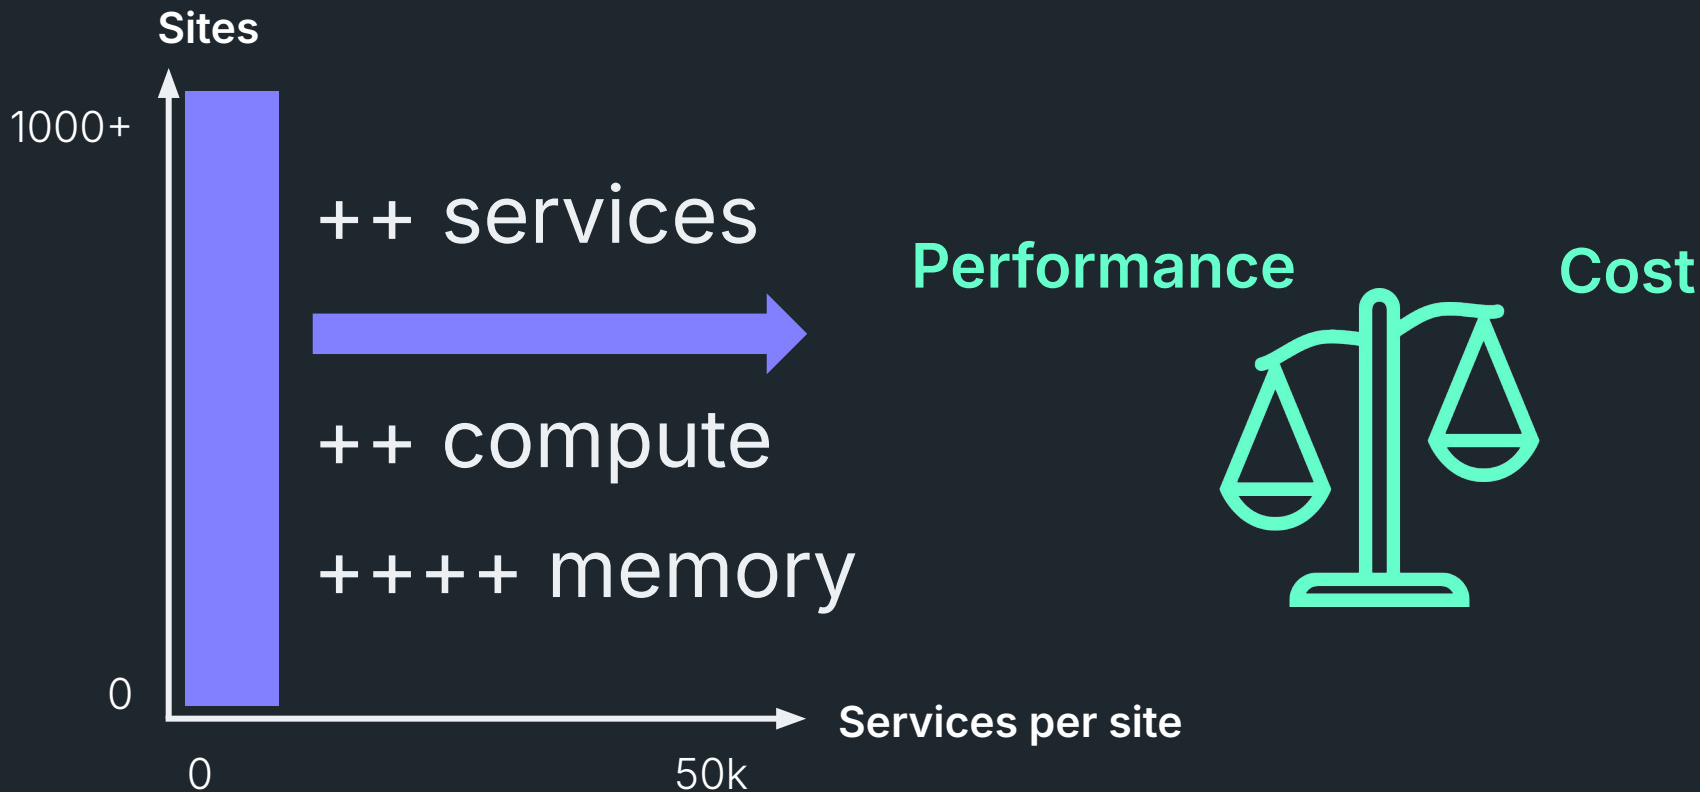 Sites
1000+
++ services
Performance
Cost
++ compute
++++ memory
0
Services per site
0
50k